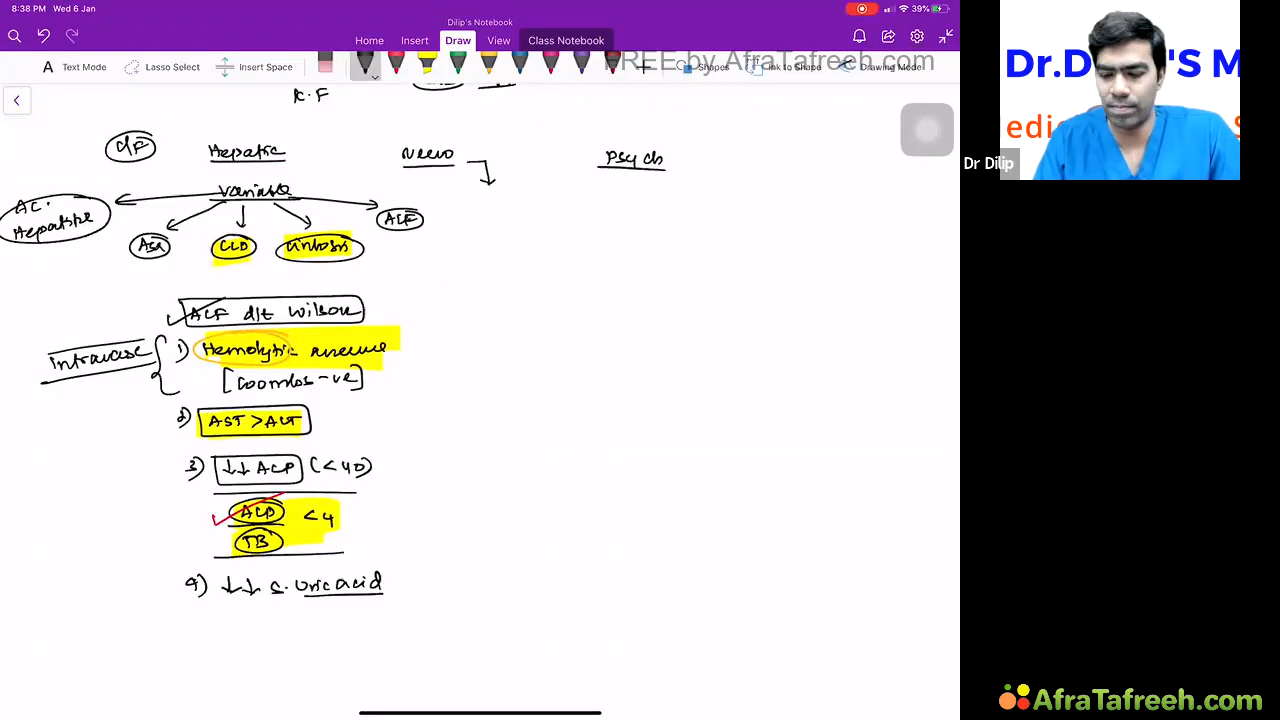 8:38 PM Wed 6 Jan
39%
Dilip's Notebook
Home Insert Draw View Class Notebook
FREE by AfraTafreeh.com
Text Mode Lasso Select Insert Space Shapes Ink to Shape Drawing Mode
K.F
Hepatic Neuro Psych
Variable
AC. Hepatitis
CLD Cirrhosis ALF
ALF d/t Wilson
Intravasc
1) Hemolytic anemia
[coombs -ve]
2) AST > ALT
3) ↓↓ ALP (<40)
ALP
TB
<4
4) ↓↓ S. Uric acid
Dr.D 'S M
edi S
Dr Dilip
AfraTafreeh.com